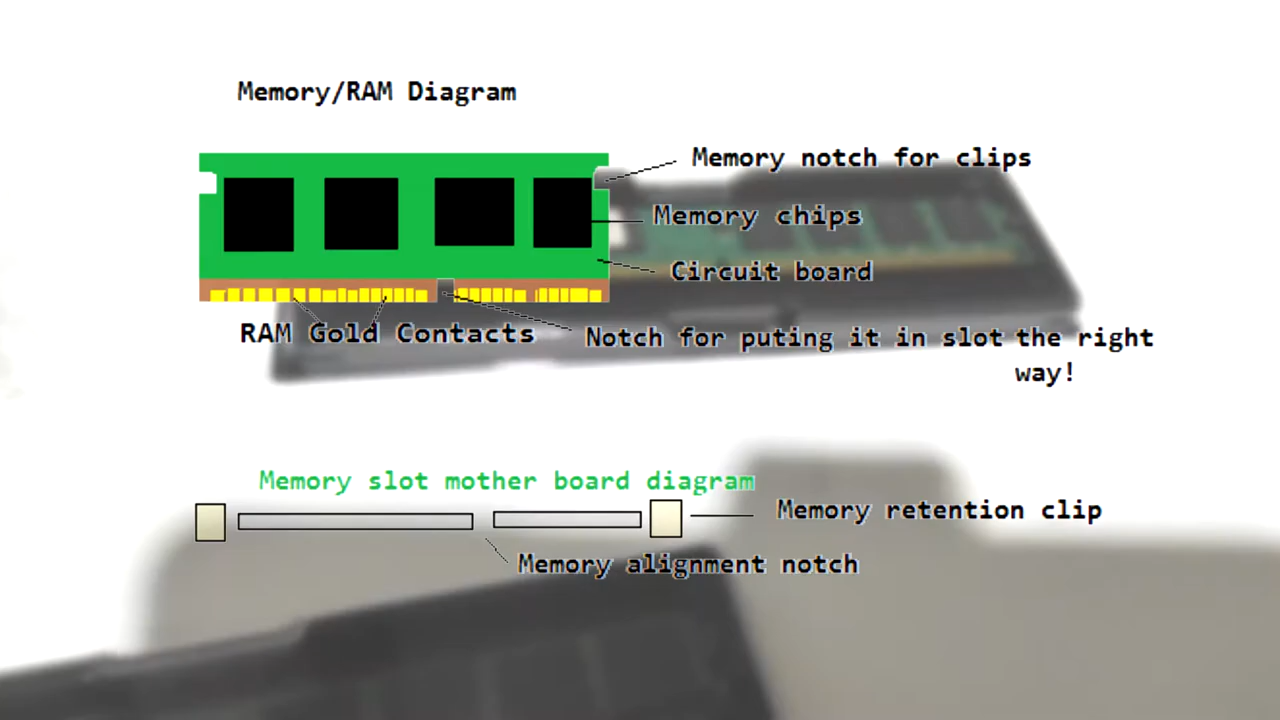 Memory/RAM Diagram
Memory notch for clips
Memory chips
Circuit board
RAM Gold Contacts
Notch for puting it in slot the right
way!
Memory slot mother board diagram
Memory retention clip
Memory alignment notch